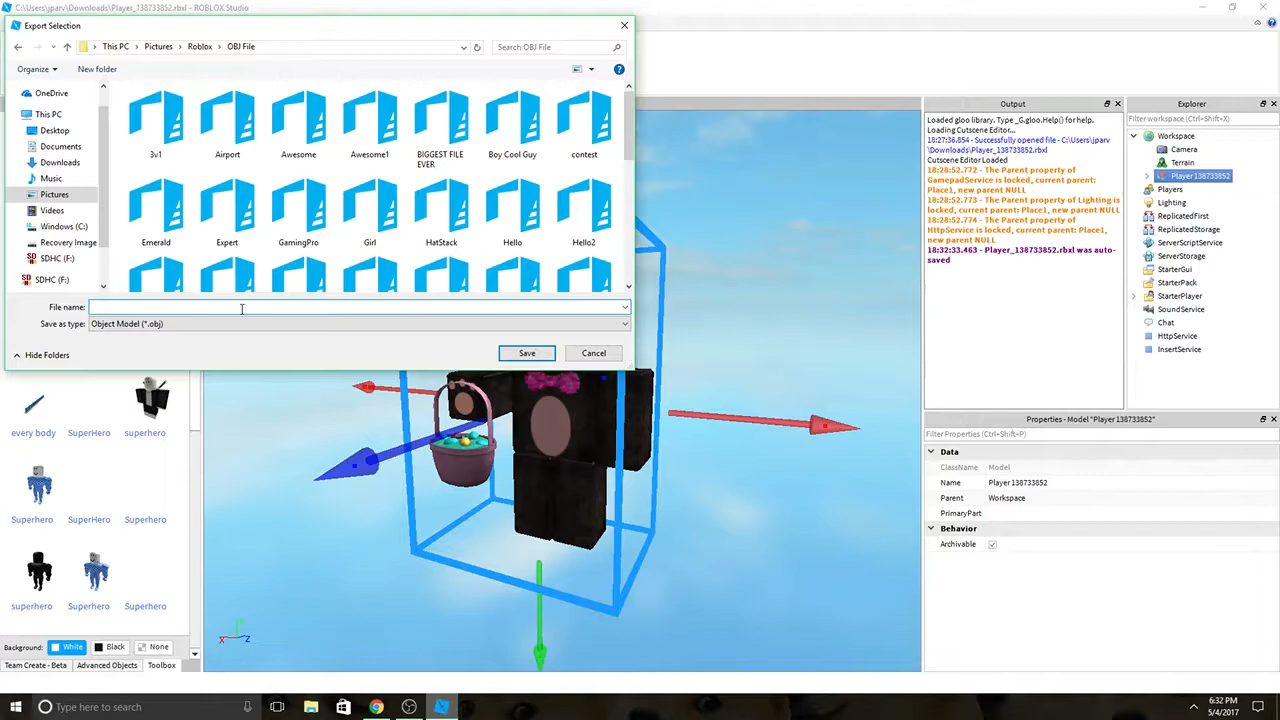 C:\Users\jparv\Downloads\Player_138733852.rbxl - ROBLOX Studio
Export Selection
This PC
Pictures
Roblox
OBJ File
Search OBJ File
Organize
New folder
OneDrive
This PC
Desktop
Documents
Downloads
Music
Pictures
Videos
Windows (C:)
Recovery Image
SDHC (F:)
SDHC (F:)
3v1
Airport
Awesome
Awesome1
BIGGEST FILE
EVER
Boy Cool Guy
contest
Emerald
Expert
GamingPro
Girl
HatStack
Hello
Hello2
File name:
Save as type:
Object Model (*.obj)
Hide Folders
Save
Cancel
every body
SuperHero
superhero
Superhero
SuperHero
Superhero
superhero
Superhero
Superhero
Background:
White
Black
None
Team Create - Beta
Advanced Objects
Toolbox
X
Y
Z
Output
Loaded gloo library. Type _G.gloo.Help() for help.
Loading Cutscene Editor...
18:27:36.854 - Successfully opened file - C:\Users\jparv
\Downloads\Player_138733852.rbxl
Cutscene Editor Loaded
18:28:52.772 - The Parent property of
GamepadService is locked, current parent:
Place1, new parent NULL
18:28:52.773 - The Parent property of Lighting is
locked, current parent: Place1, new parent NULL
18:28:52.774 - The Parent property of
HttpService is locked, current parent: Place1,
new parent NULL
18:32:33.463 - Player_138733852.rbxl was auto-
saved
Explorer
Filter workspace (Ctrl+Shift+X)
Workspace
Camera
Terrain
Player 138733852
Players
Lighting
ReplicatedFirst
ReplicatedStorage
ServerScriptService
ServerStorage
StarterGui
StarterPack
StarterPlayer
SoundService
Chat
HttpService
InsertService
Properties - Model "Player 138733852"
Filter Properties (Ctrl+Shift+P)
Data
ClassName
Model
Name
Player 138733852
Parent
Workspace
PrimaryPart
Behavior
Archivable
Type here to search
6:32 PM
5/4/2017